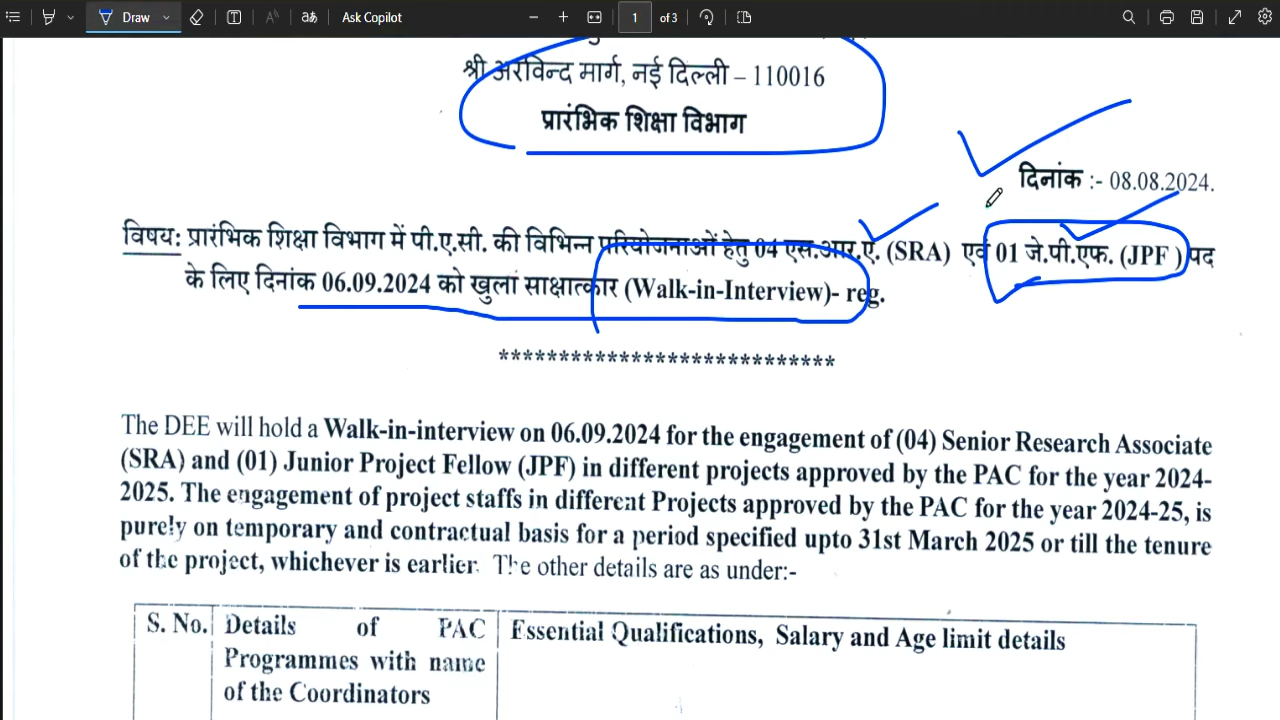 Draw
aあ
Ask Copilot
1
of 3
श्री अरविन्द मार्ग, नई दिल्ली – 110016
प्रारंभिक शिक्षा विभाग
दिनांक :- 08.08.2024.
विषय: प्रारंभिक शिक्षा विभाग में पी.ए.सी. की विभिन्न परियोजनाओं हेतु 04 एस.आर.ए. (SRA) एवं 01 जे.पी.एफ. (JPF ) पद
के लिए दिनांक 06.09.2024 को खुला साक्षात्कार (Walk-in-Interview)- reg.
***************************
The DEE will hold a Walk-in-interview on 06.09.2024 for the engagement of (04) Senior Research Associate
(SRA) and (01) Junior Project Fellow (JPF) in different projects approved by the PAC for the year 2024-
2025. The engagement of project staffs in different Projects approved by the PAC for the year 2024-25, is
purely on temporary and contractual basis for a period specified upto 31st March 2025 or till the tenure
of the project, whichever is earlier. The other details are as under:-
S. No. Details of PAC Essential Qualifications, Salary and Age limit details
Programmes with name
of the Coordinators